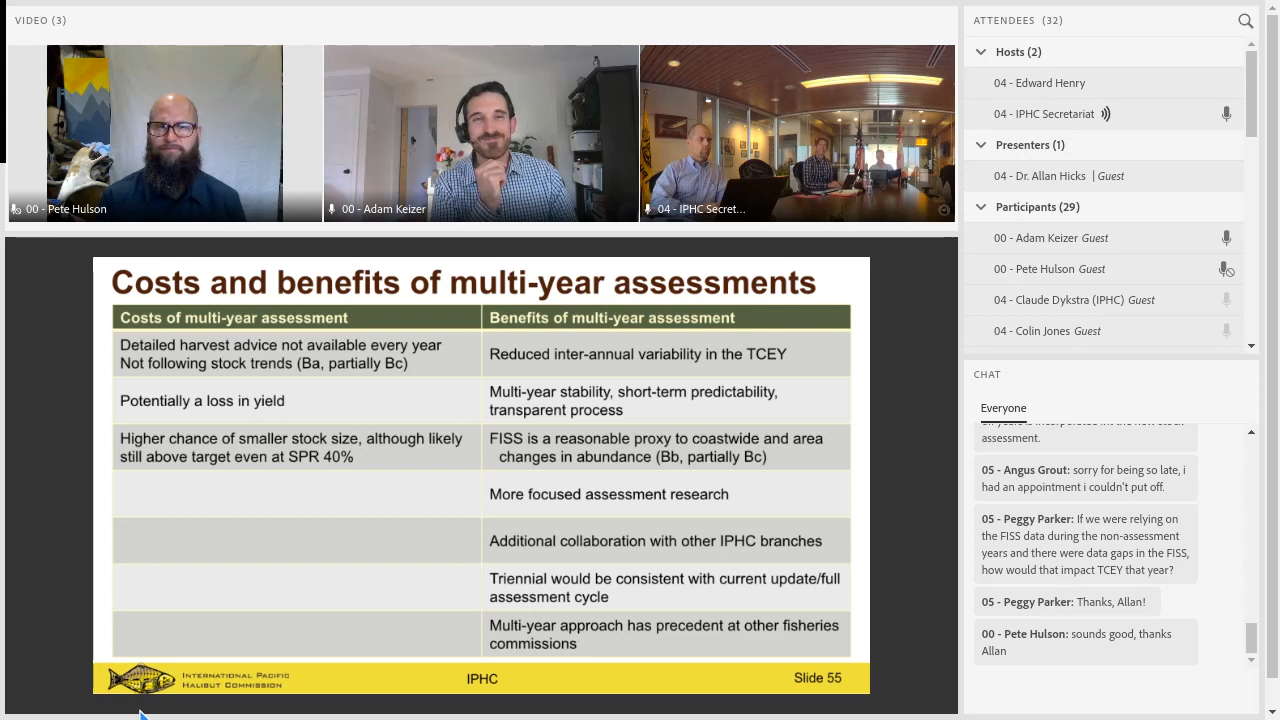 VIDEO (3)
00 - Pete Hulson
00 - Adam Keizer
04 - IPHC Secret...
Costs and benefits of multi-year assessments
Costs of multi-year assessment
Benefits of multi-year assessment
Detailed harvest advice not available every year
Not following stock trends (Ba, partially Bc)
Reduced inter-annual variability in the TCEY
Potentially a loss in yield
Multi-year stability, short-term predictability,
transparent process
Higher chance of smaller stock size, although likely
still above target even at SPR 40%
FISS is a reasonable proxy to coastwide and area
changes in abundance (Bb, partially Bc)
More focused assessment research
Additional collaboration with other IPHC branches
Triennial would be consistent with current update/full
assessment cycle
Multi-year approach has precedent at other fisheries
commissions
INTERNATIONAL PACIFIC
HALIBUT COMMISSION
IPHC
Slide 55
ATTENDEES (32)
Hosts (2)
04 - Edward Henry
04 - IPHC Secretariat
Presenters (1)
04 - Dr. Allan Hicks | Guest
Participants (29)
00 - Adam Keizer Guest
00 - Pete Hulson Guest
04 - Claude Dykstra (IPHC) Guest
04 - Colin Jones Guest
CHAT
Everyone
assessment.
05 - Angus Grout: sorry for being so late, i
had an appointment i couldn't put off.
05 - Peggy Parker: If we were relying on
the FISS data during the non-assessment
years and there were data gaps in the FISS,
how would that impact TCEY that year?
05 - Peggy Parker: Thanks, Allan!
00 - Pete Hulson: sounds good, thanks
Allan